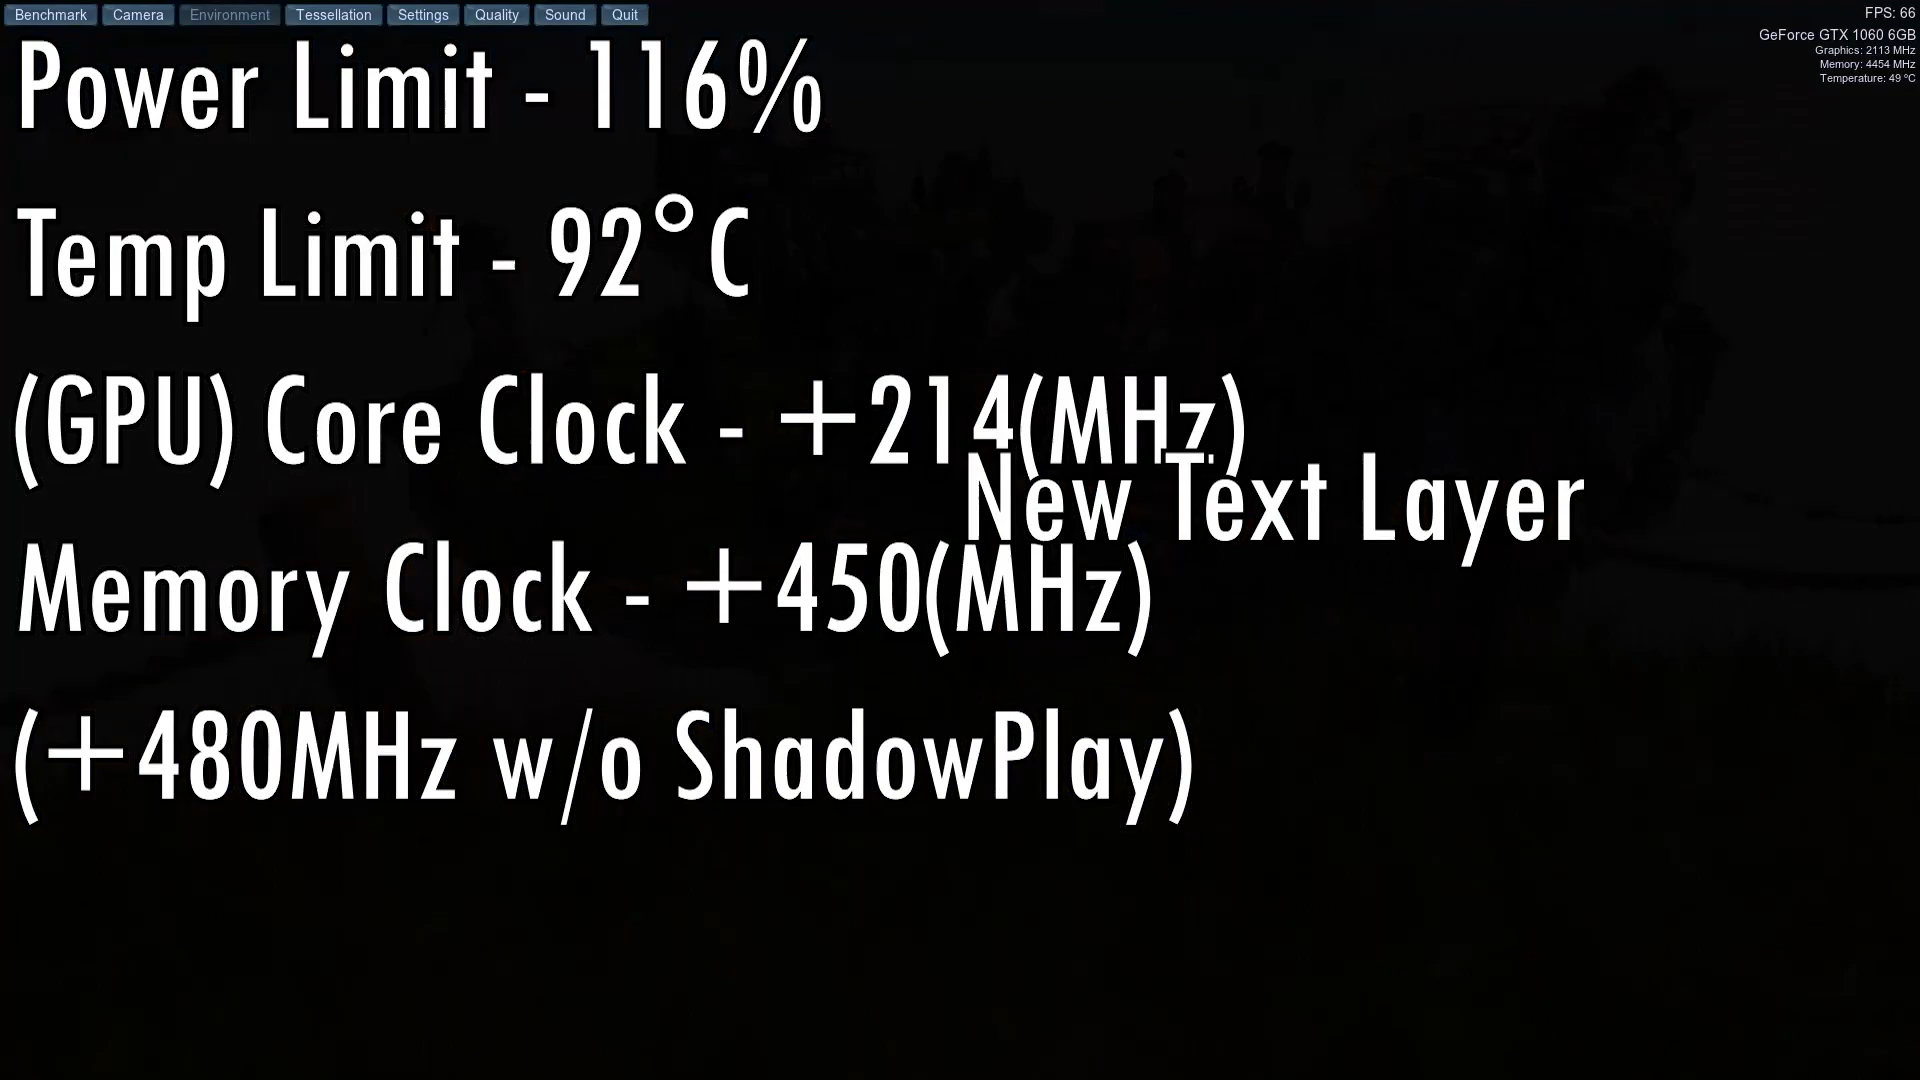 Benchmark Camera Environment Tessellation Settings Quality Sound Quit
FPS: 66
GeForce GTX 1060 6GB
Graphics: 2113 MHz
Memory: 4454 MHz
Temperature: 49 °C
Power Limit - 116%
Temp Limit - 92°C
(GPU) Core Clock - +214(MHz)
New Text Layer
Memory Clock - +450(MHz)
(+480MHz w/o ShadowPlay)